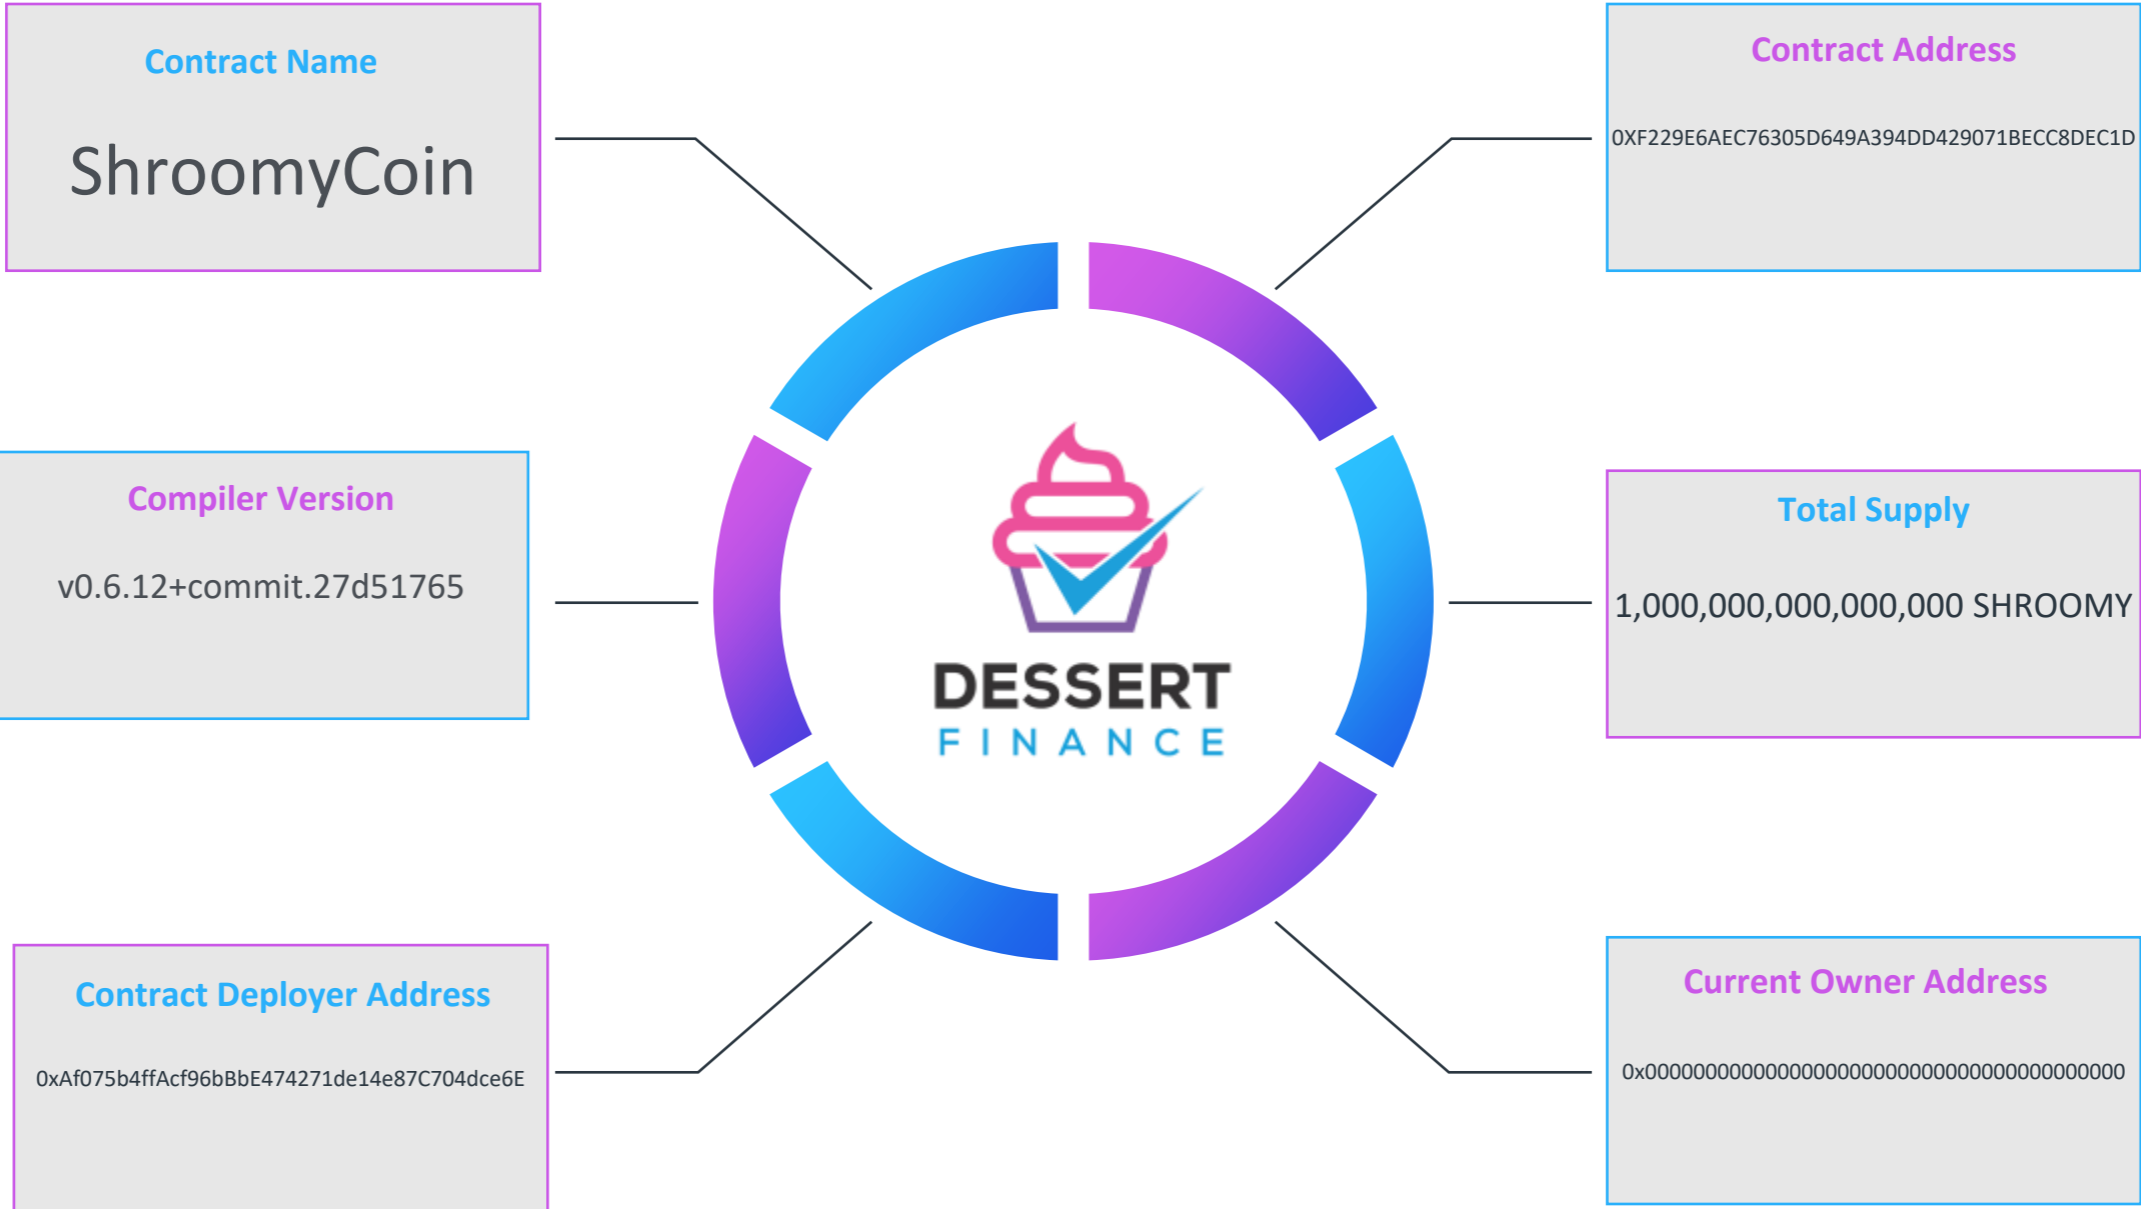 Contract Name
ShroomyCoin
Contract Address
0XF229E6AEC76305D649A394DD429071BECC8DEC1D
Compiler Version
v0.6.12+commit.27d51765
Total Supply
1,000,000,000,000,000 SHROOMY
DESSERT
FINANCE
Contract Deployer Address
0xAf075b4ffAcf96bBbE474271de14e87C704dce6E
Current Owner Address
0x0000000000000000000000000000000000000000